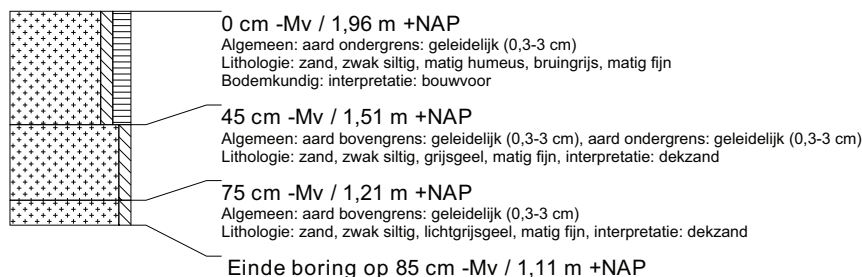 0 cm -Mv / 1,96 m +NAP
Algemeen: aard ondergrens: geleidelijk (0,3-3 cm)
Lithologie: zand, zwak siltig, matig humeus, bruingrijs, matig fijn
Bodemkundig: interpretatie: bouwvoor
45 cm -Mv / 1,51 m +NAP
Algemeen: aard bovengrens: geleidelijk (0,3-3 cm), aard ondergrens: geleidelijk (0,3-3 cm)
Lithologie: zand, zwak siltig, grijsgeel, matig fijn, interpretatie: dekzand
75 cm -Mv / 1,21 m +NAP
Algemeen: aard bovengrens: geleidelijk (0,3-3 cm)
Lithologie: zand, zwak siltig, lichtgrijsgeel, matig fijn, interpretatie: dekzand
Einde boring op 85 cm -Mv / 1,11 m +NAP